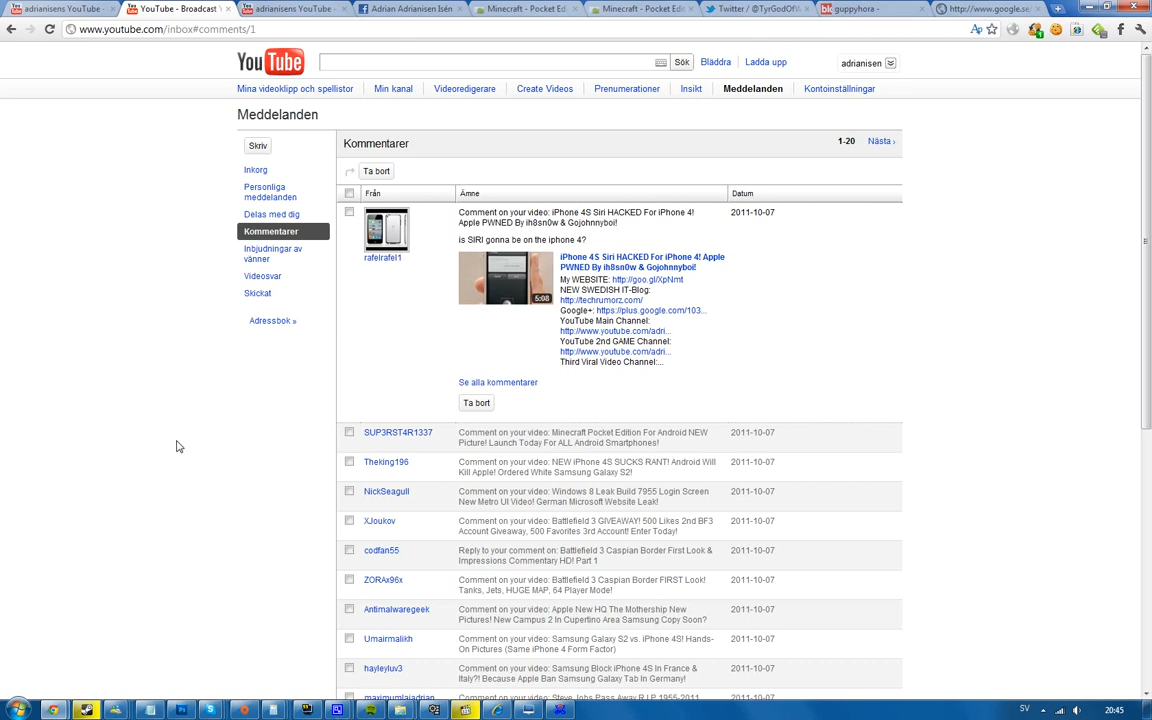 adrianisens YouTube
YouTube - Broadcast Y
adrianisens YouTube
Adrian Adrianisen Isén
Minecraft - Pocket Ed
Minecraft - Pocket Edi
Twitter / @TyrGodOfW
guppyhora -
http://www.google.se/
www.youtube.com/inbox#comments/1
YouTube
Sök
Bläddra
Ladda upp
adrianisen
Mina videoklipp och spellistor
Min kanal
Videoredigerare
Create Videos
Prenumerationer
Insikt
Meddelanden
Kontoinställningar
Meddelanden
Skriv
Inkorg
Personliga
meddelanden
Delas med dig
Kommentarer
Inbjudningar av
vänner
Videosvar
Skickat
Adressbok »
Kommentarer
1-20
Nästa ›
Ta bort
Från
Ämne
Datum
rafelrafel1
Comment on your video: iPhone 4S Siri HACKED For iPhone 4!
Apple PWNED By ih8sn0w & Gojohnnyboi!
2011-10-07
is SIRI gonna be on the iphone 4?
5:08
iPhone 4S Siri HACKED For iPhone 4! Apple
PWNED By ih8sn0w & Gojohnnyboi!
My WEBSITE: http://goo.gl/XpNmt
NEW SWEDISH IT-Blog:
http://techrumorz.com/
Google+: https://plus.google.com/103...
YouTube Main Channel:
http://www.youtube.com/adri...
YouTube 2nd GAME Channel:
http://www.youtube.com/adri...
Third Viral Video Channel:...
Se alla kommentarer
Ta bort
SUP3RST4R1337
Comment on your video: Minecraft Pocket Edition For Android NEW
Picture! Launch Today For ALL Android Smartphones!
2011-10-07
Theking196
Comment on your video: NEW iPhone 4S SUCKS RANT! Android Will
Kill Apple! Ordered White Samsung Galaxy S2!
2011-10-07
NickSeagull
Comment on your video: Windows 8 Leak Build 7955 Login Screen
New Metro UI Video! German Microsoft Website Leak!
2011-10-07
XJoukov
Comment on your video: Battlefield 3 GIVEAWAY! 500 Likes 2nd BF3
Account Giveaway, 500 Favorites 3rd Account! Enter Today!
2011-10-07
codfan55
Reply to your comment on: Battlefield 3 Caspian Border First Look &
Impressions Commentary HD! Part 1
2011-10-07
ZORAx96x
Comment on your video: Battlefield 3 Caspian Border FIRST Look!
Tanks, Jets, HUGE MAP, 64 Player Mode!
2011-10-07
Antimalwaregeek
Comment on your video: Apple New HQ The Mothership New
Pictures! New Campus 2 In Cupertino Area Samsung Copy?
2011-10-07
Umairmalikh
Comment on your video: Samsung Galaxy S2 vs. iPhone 4S! Hands-
On Pictures (Same iPhone 4 Form Factor)
2011-10-07
hayleyluv3
Comment on your video: Samsung Block iPhone 4S In France &
Italy?! Because Apple Ban Samsung Galaxy Tab In Germany!
2011-10-07
maximumlajadrian
Comment on your video: Steve Jobs Pass Away R.I.P 1955-2011
2011-10-07
SV
20:45